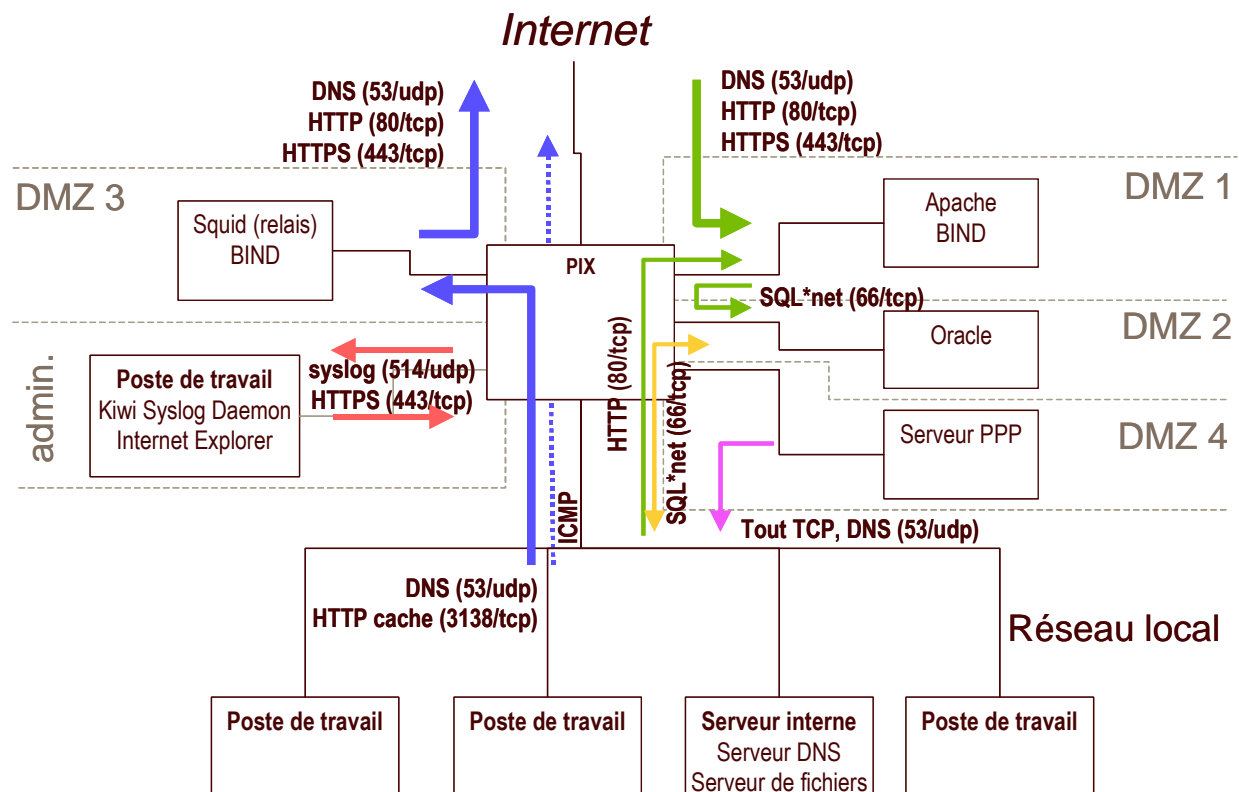 Internet
DNS (53/udp)
HTTP (80/tcp)
HTTPS (443/tcp)
DNS (53/udp)
HTTP (80/tcp)
HTTPS (443/tcp)
DMZ 3
Squid (relais)
BIND
PIX
Apache
BIND
DMZ 1
SQL*net (66/tcp)
Oracle
DMZ 2
admin.
Poste de travail
Kiwi Syslog Daemon
Internet Explorer
syslog (514/udp)
HTTPS (443/tcp)
HTTP (80/tcp)
SQL*net (66/tcp)
Serveur PPP
DMZ 4
ICMP
Tout TCP, DNS (53/udp)
DNS (53/udp)
HTTP cache (3138/tcp)
Réseau local
Poste de travail
Poste de travail
Serveur interne
Serveur DNS
Serveur de fichiers
Poste de travail